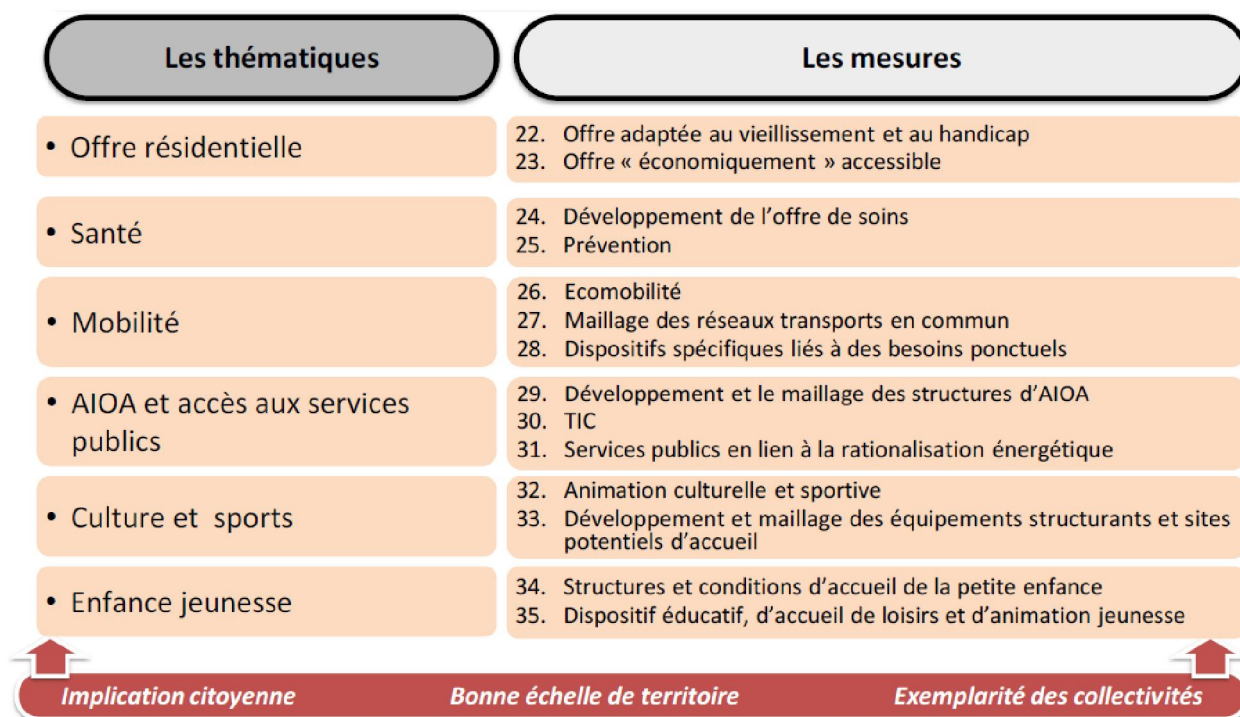 Les thématiques
Les mesures
• Offre résidentielle
22. Offre adaptée au vieillissement et au handicap
23. Offre « économiquement » accessible
• Santé
24. Développement de l'offre de soins
25. Prévention
• Mobilité
26. Ecomobilité
27. Maillage des réseaux transports en commun
28. Dispositifs spécifiques liés à des besoins ponctuels
• AIOA et accès aux services
publics
29. Développement et le maillage des structures d'AIOA
30. TIC
31. Services publics en lien à la rationalisation énergétique
• Culture et sports
32. Animation culturelle et sportive
33. Développement et maillage des équipements structurants et sites
potentiels d'accueil
• Enfance jeunesse
34. Structures et conditions d'accueil de la petite enfance
35. Dispositif éducatif, d'accueil de loisirs et d'animation jeunesse
Implication citoyenne
Bonne échelle de territoire
Exemplarité des collectivités